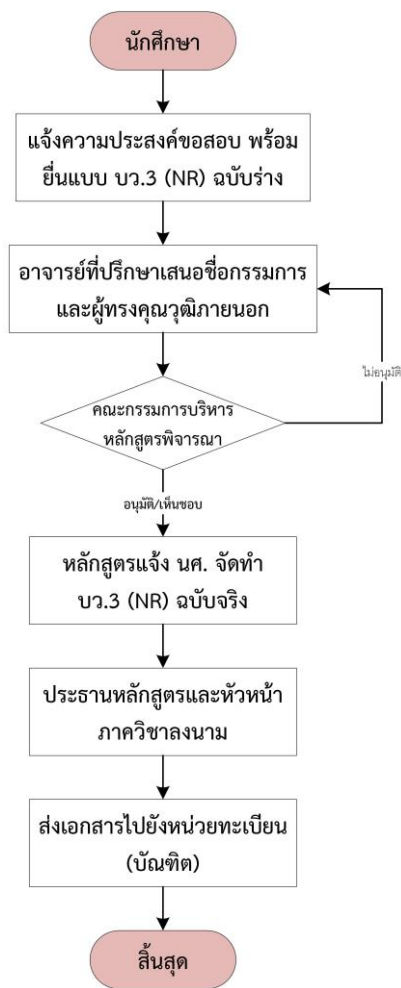 นักศึกษา
แจ้งความประสงค์ขอสอบ พร้อม
ยื่นแบบ บว.3 (NR) ฉบับร่าง
อาจารย์ที่ปรึกษาเสนอชื่อกรรมการ
และผู้ทรงคุณวุฒิภายนอก
ไม่อนุมัติ
คณะกรรมการบริหาร
หลักสูตรพิจารณา
อนุมัติ/เห็นชอบ
หลักสูตรแจ้ง นศ. จัดทำ
บว.3 (NR) ฉบับจริง
ประธานหลักสูตรและหัวหน้า
ภาควิชาลงนาม
ส่งเอกสารไปยังหน่วยทะเบียน
(บัณฑิต)
สิ้นสุด